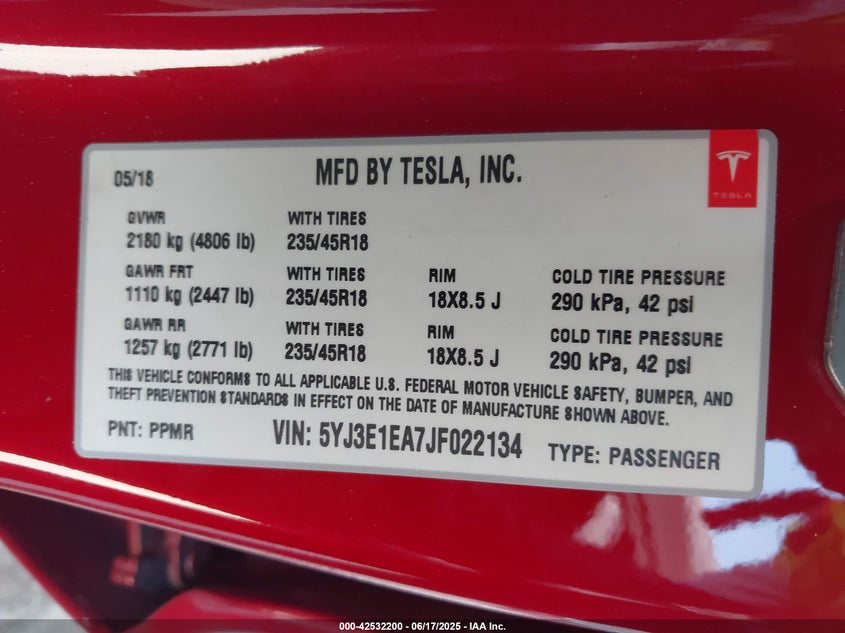 05/18 MFD BY TESLA, INC.
TESLA
GVWR WITH TIRES
2180 kg (4806 lb) 235/45R18
GAWR FRT WITH TIRES RIM COLD TIRE PRESSURE
1110 kg (2447 lb) 235/45R18 18X8.5 J 290 kPa, 42 psi
GAWR RR WITH TIRES RIM COLD TIRE PRESSURE
1257 kg (2771 lb) 235/45R18 18X8.5 J 290 kPa, 42 psi
THIS VEHICLE CONFORMS TO ALL APPLICABLE U.S. FEDERAL MOTOR VEHICLE SAFETY, BUMPER, AND
THEFT PREVENTION STANDARDS IN EFFECT ON THE DATE OF MANUFACTURE SHOWN ABOVE.
PNT: PPMR VIN: 5YJ3E1EA7JF022134 TYPE: PASSENGER
000-42532200 - 06/17/2025 - IAA Inc.